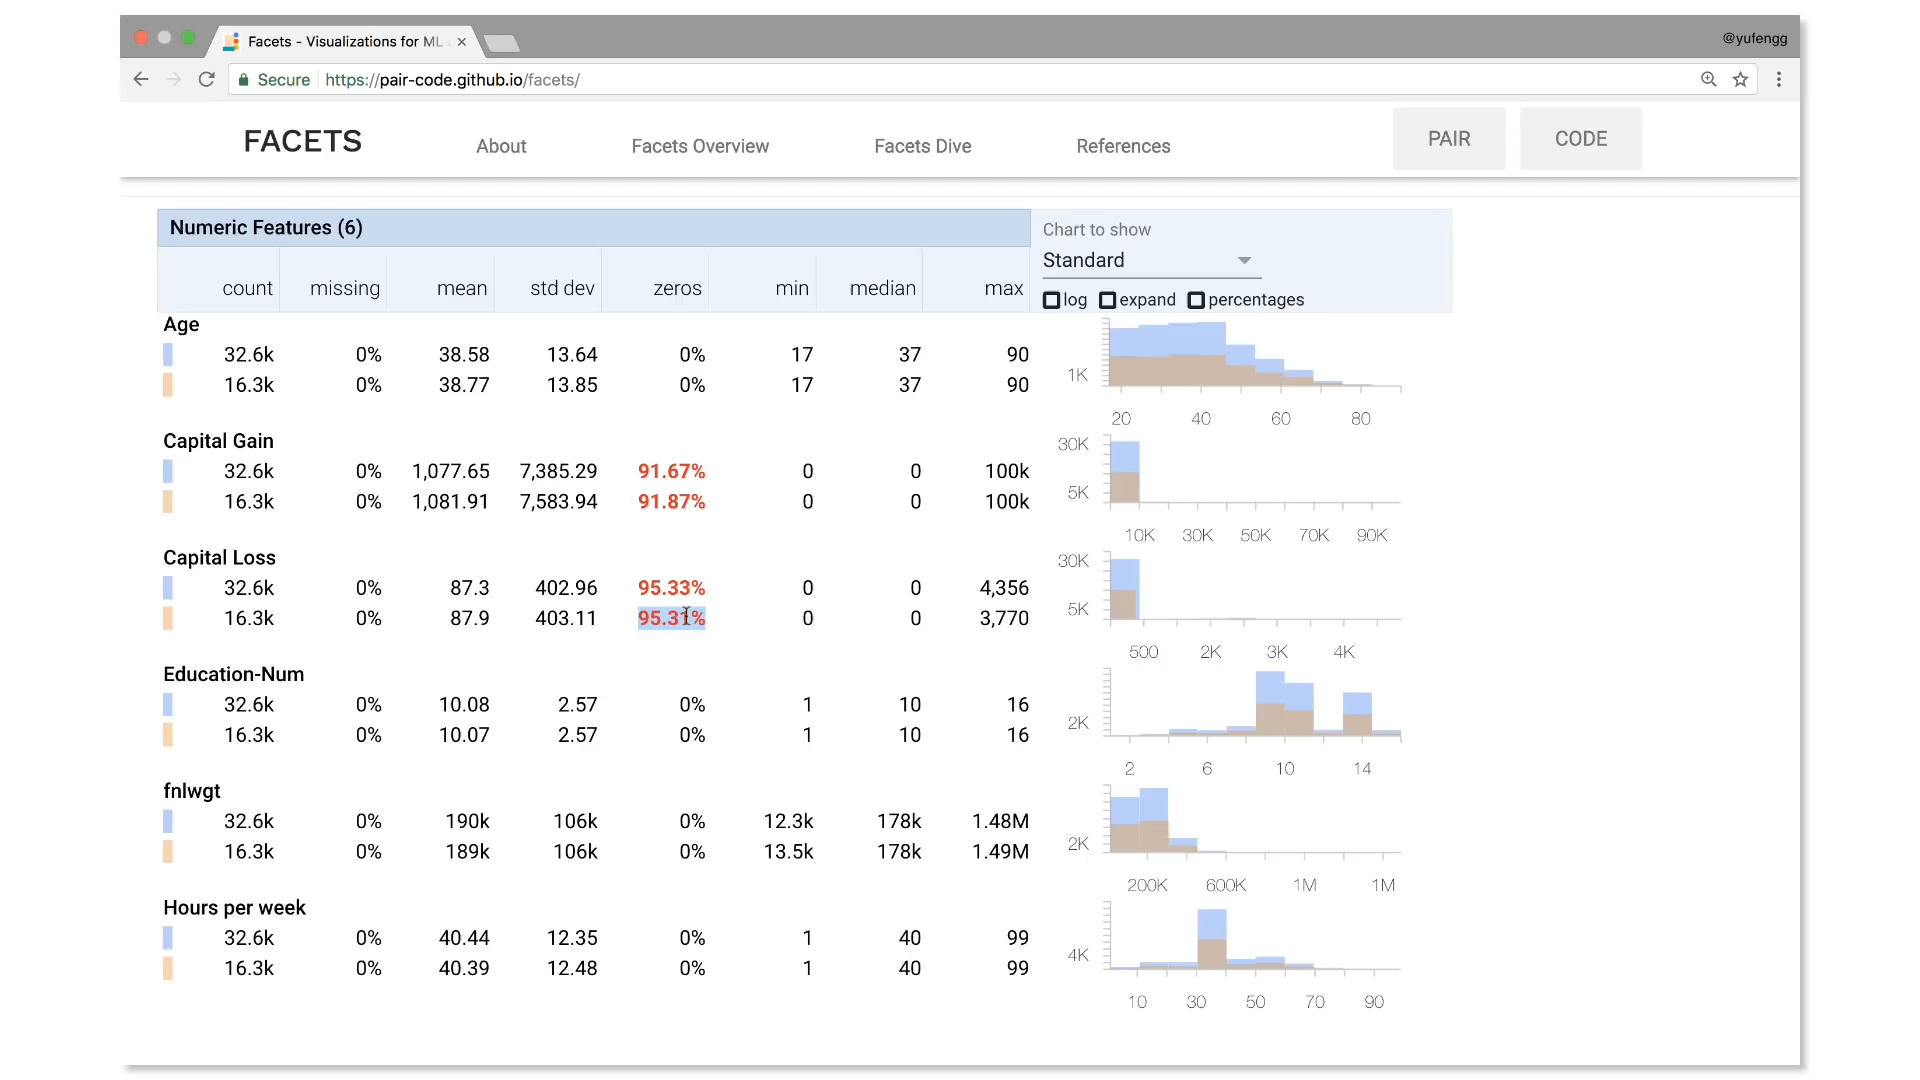 Facets - Visualizations for ML
@yufengg
Secure https://pair-code.github.io/facets/
FACETS About Facets Overview Facets Dive References PAIR CODE
Numeric Features (6)
Chart to show
Standard
count missing mean std dev zeros min median max
log expand percentages
Age
32.6k 0% 38.58 13.64 0% 17 37 90
16.3k 0% 38.77 13.85 0% 17 37 90
1K
20 40 60 80
Capital Gain
32.6k 0% 1,077.65 7,385.29 91.67% 0 0 100k
16.3k 0% 1,081.91 7,583.94 91.87% 0 0 100k
30K
5K
10K 30K 50K 70K 90K
Capital Loss
32.6k 0% 87.3 402.96 95.33% 0 0 4,356
16.3k 0% 87.9 403.11 95.31% 0 0 3,770
30K
5K
500 2K 3K 4K
Education-Num
32.6k 0% 10.08 2.57 0% 1 10 16
16.3k 0% 10.07 2.57 0% 1 10 16
2K
2 6 10 14
fnlwgt
32.6k 0% 190k 106k 0% 12.3k 178k 1.48M
16.3k 0% 189k 106k 0% 13.5k 178k 1.49M
2K
200K 600K 1M 1M
Hours per week
32.6k 0% 40.44 12.35 0% 1 40 99
16.3k 0% 40.39 12.48 0% 1 40 99
4K
10 30 50 70 90